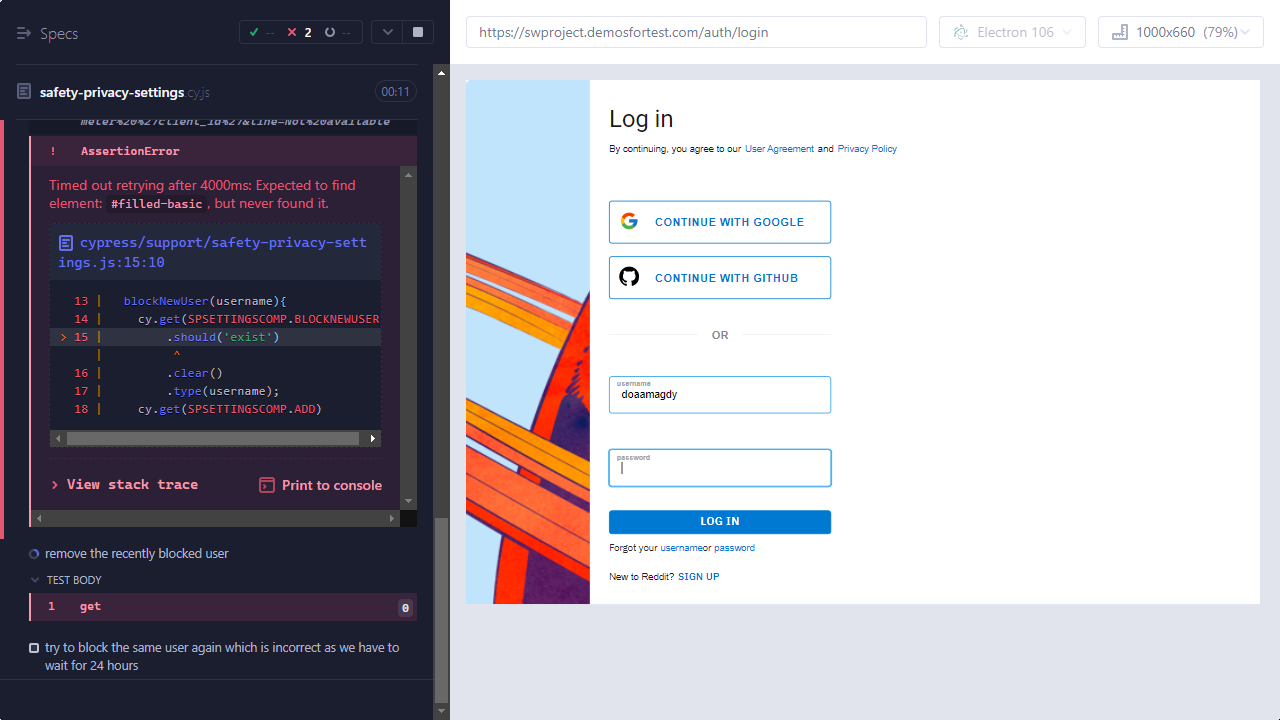 Specs
-- 2 --
safety-privacy-settings.cy.js
00:11
meter%20%27client_id%27&line=Not%20available
! AssertionError
Timed out retrying after 4000ms: Expected to find
element: #filled-basic, but never found it.
cypress/support/safety-privacy-sett
ings.js:15:10
13 | blockNewUser(username){
14 | cy.get(SPSETTINGSCOMP.BLOCKNEWUSER
> 15 | .should('exist')
| ^
16 | .clear()
17 | .type(username);
18 | cy.get(SPSETTINGSCOMP.ADD)
> View stack trace
Print to console
remove the recently blocked user
TEST BODY
1 get 0
try to block the same user again which is incorrect as we have to
wait for 24 hours
https://swproject.demosfortest.com/auth/login
Electron 106
1000x660 (79%)
Log in
By continuing, you agree to our User Agreement and Privacy Policy
CONTINUE WITH GOOGLE
CONTINUE WITH GITHUB
OR
username
doaamagdy
password
LOG IN
Forgot your usernameor password
New to Reddit? SIGN UP